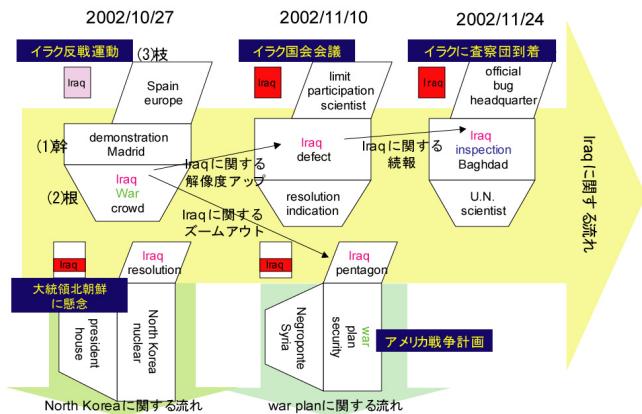 2002/10/27
2002/11/10
2002/11/24
イラク反戦運動
(3)枝
イラク国会会議
イラクに査察団到着
Iraq
Spain
europe
Iraq
limit
participation
scientist
Iraq
official
bug
headquarter
(1)幹
demonstration
Madrid
Iraq
defect
Iraq
inspection
Baghdad
Iraqに関する
解像度アップ
Iraqに関する
続報
(2)根
Iraq
War
crowd
resolution
indication
U.N.
scientist
Iraqに関する
ズームアウト
Iraqに関する流れ
Iraq
Iraq
resolution
Iraq
Iraq
pentagon
大統領北朝鮮
に懸念
president
house
North Korea
nuclear
Negroponte
Syria
war
plan
security
アメリカ戦争計画
North Koreaに関する流れ
war planに関する流れ